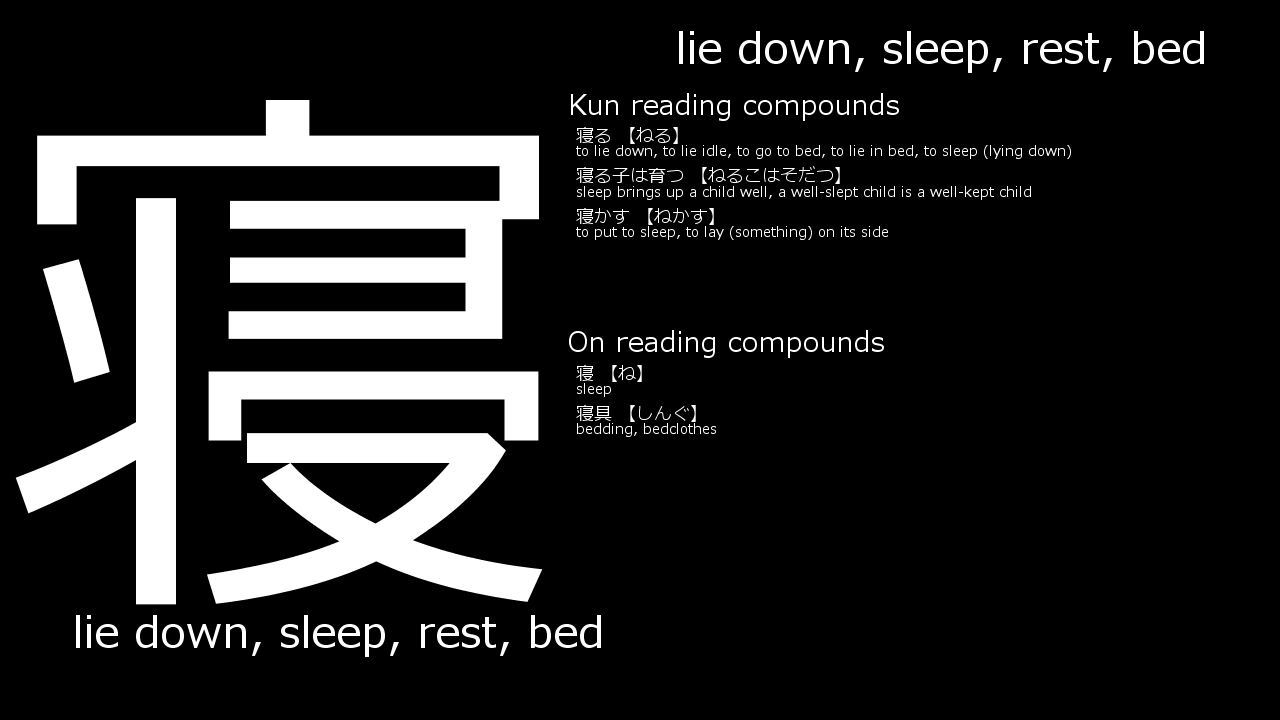 寝
lie down, sleep, rest, bed
lie down, sleep, rest, bed
Kun reading compounds
寝る 【ねる】
to lie down, to lie idle, to go to bed, to lie in bed, to sleep (lying down)
寝る子は育つ 【ねるこはそだつ】
sleep brings up a child well, a well-slept child is a well-kept child
寝かす 【ねかす】
to put to sleep, to lay (something) on its side
On reading compounds
寝 【ね】
sleep
寝具 【しんぐ】
bedding, bedclothes